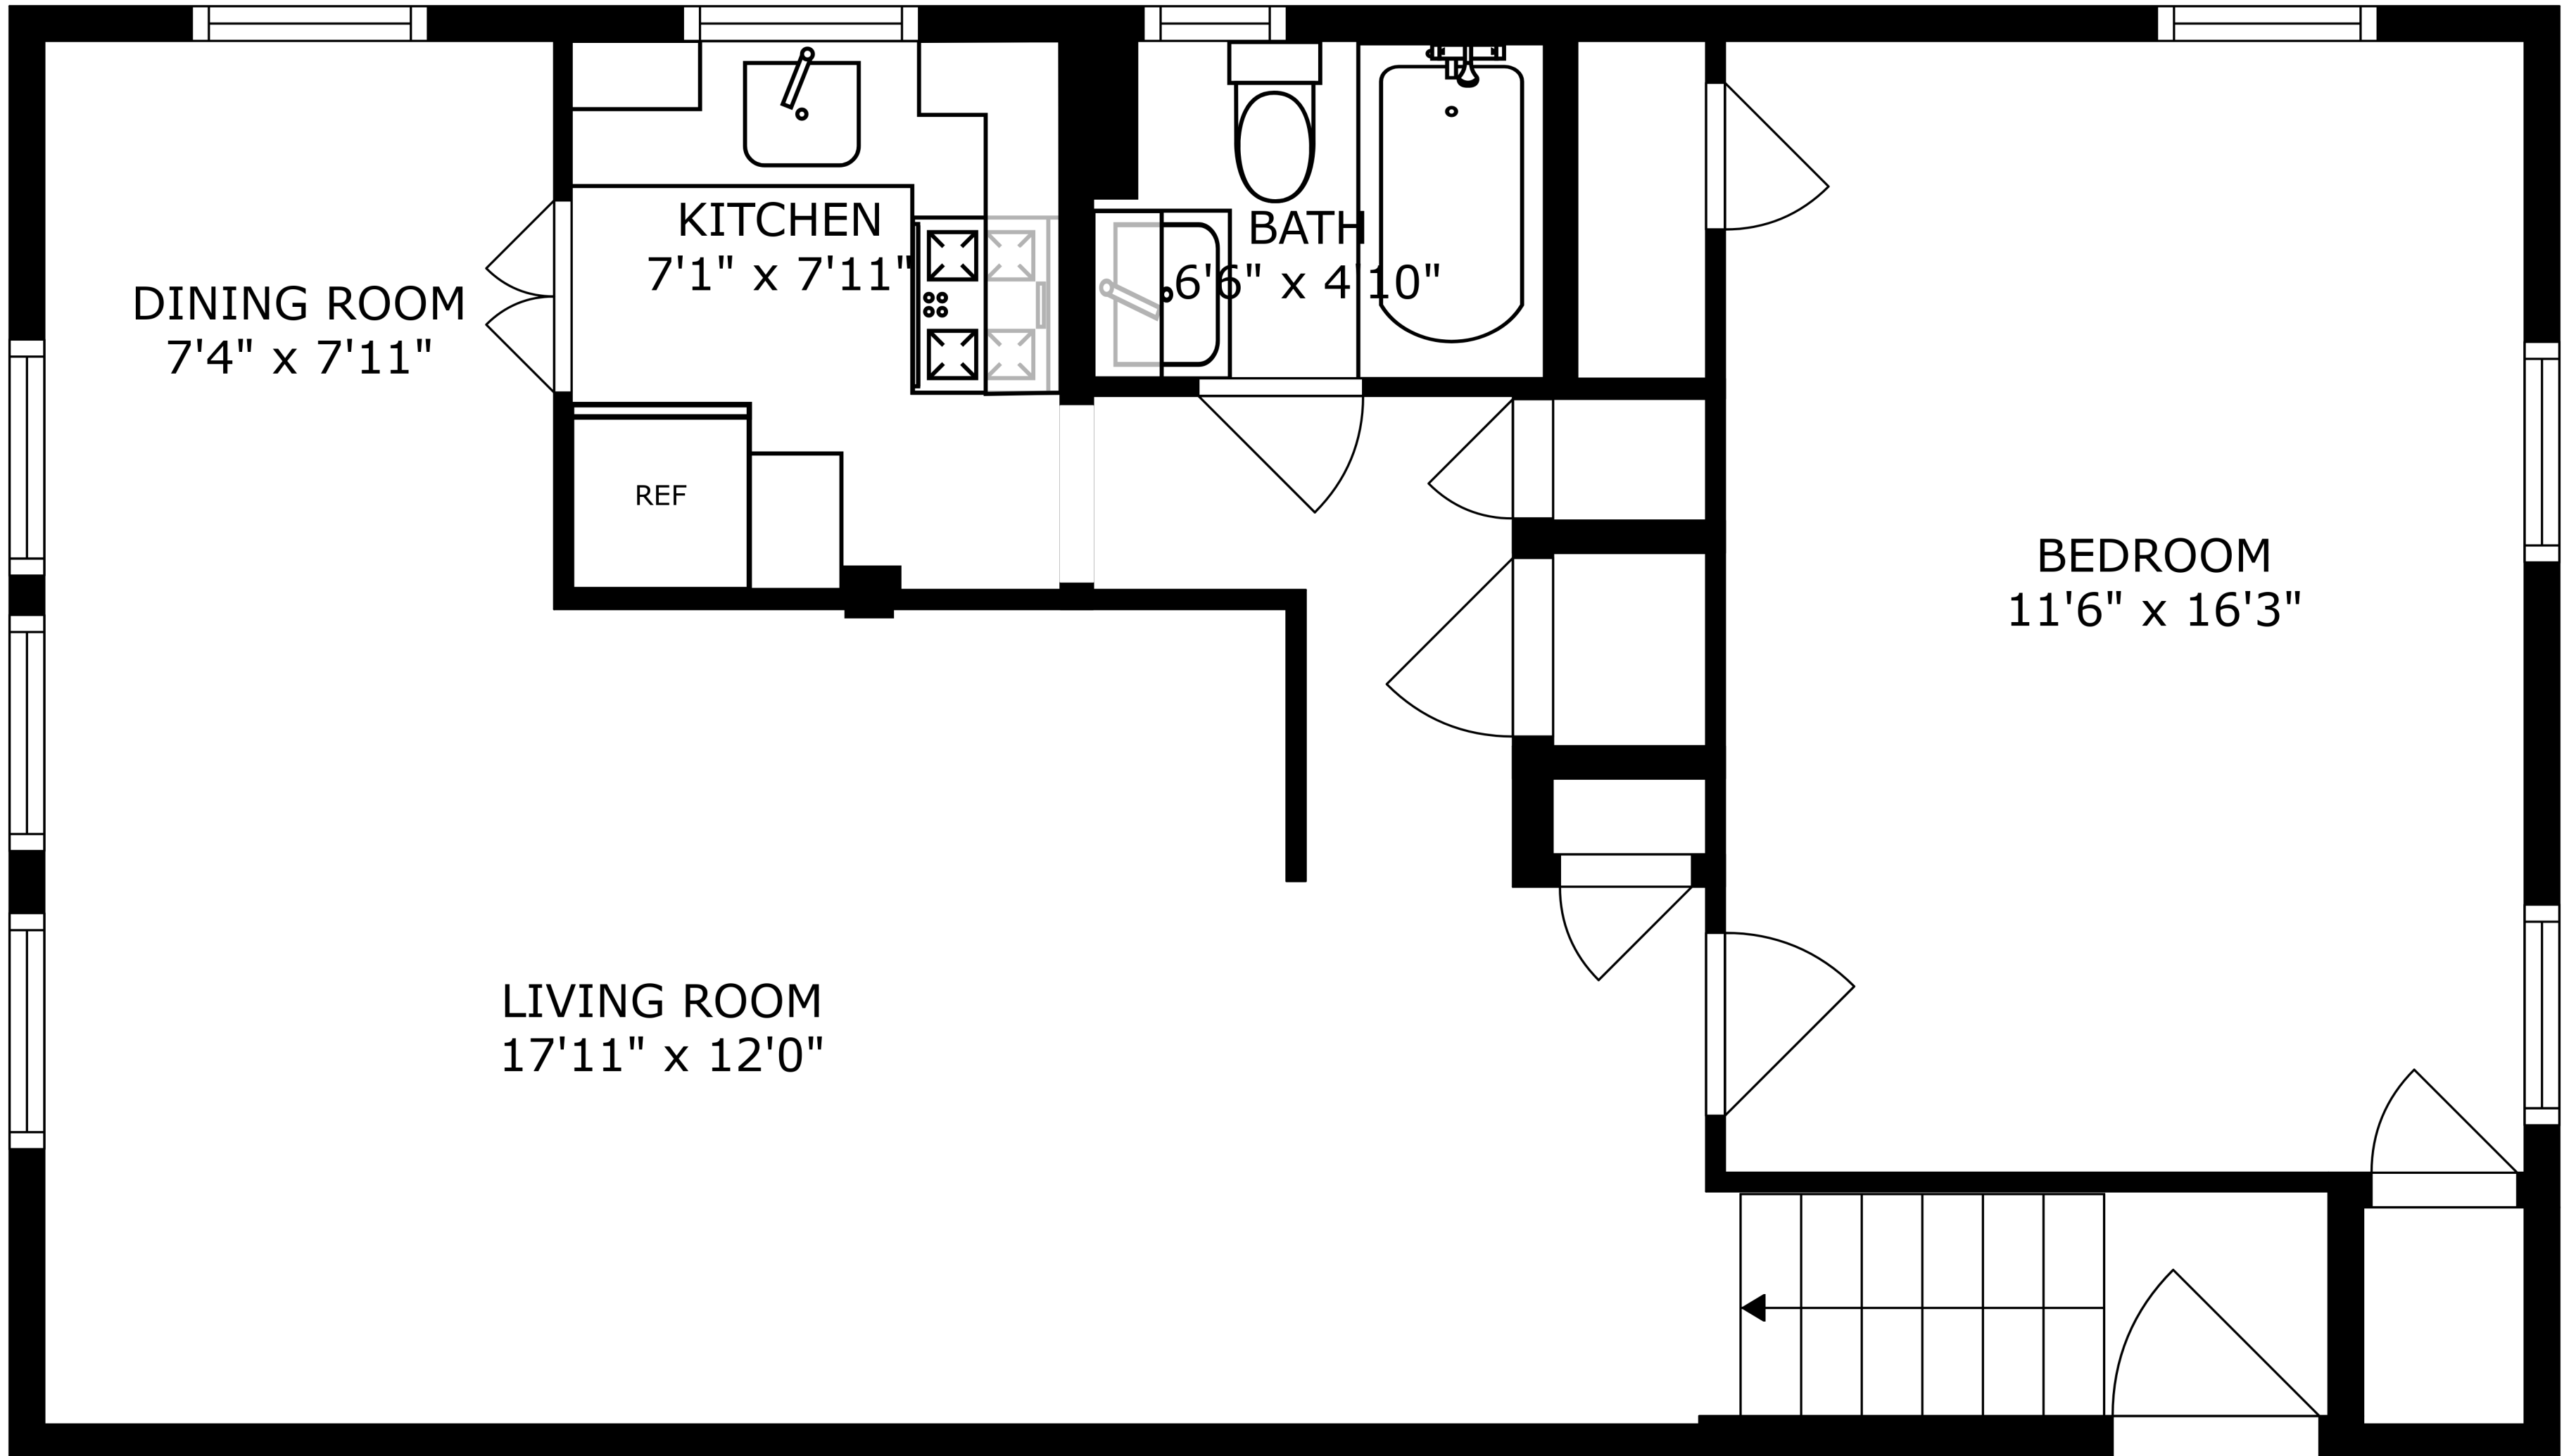 KITCHEN
7'1" x 7'11"
BATH
6'6" x 4'10"
DINING ROOM
7'4" x 7'11"
REF
BEDROOM
11'6" x 16'3"
LIVING ROOM
17'11" x 12'0"